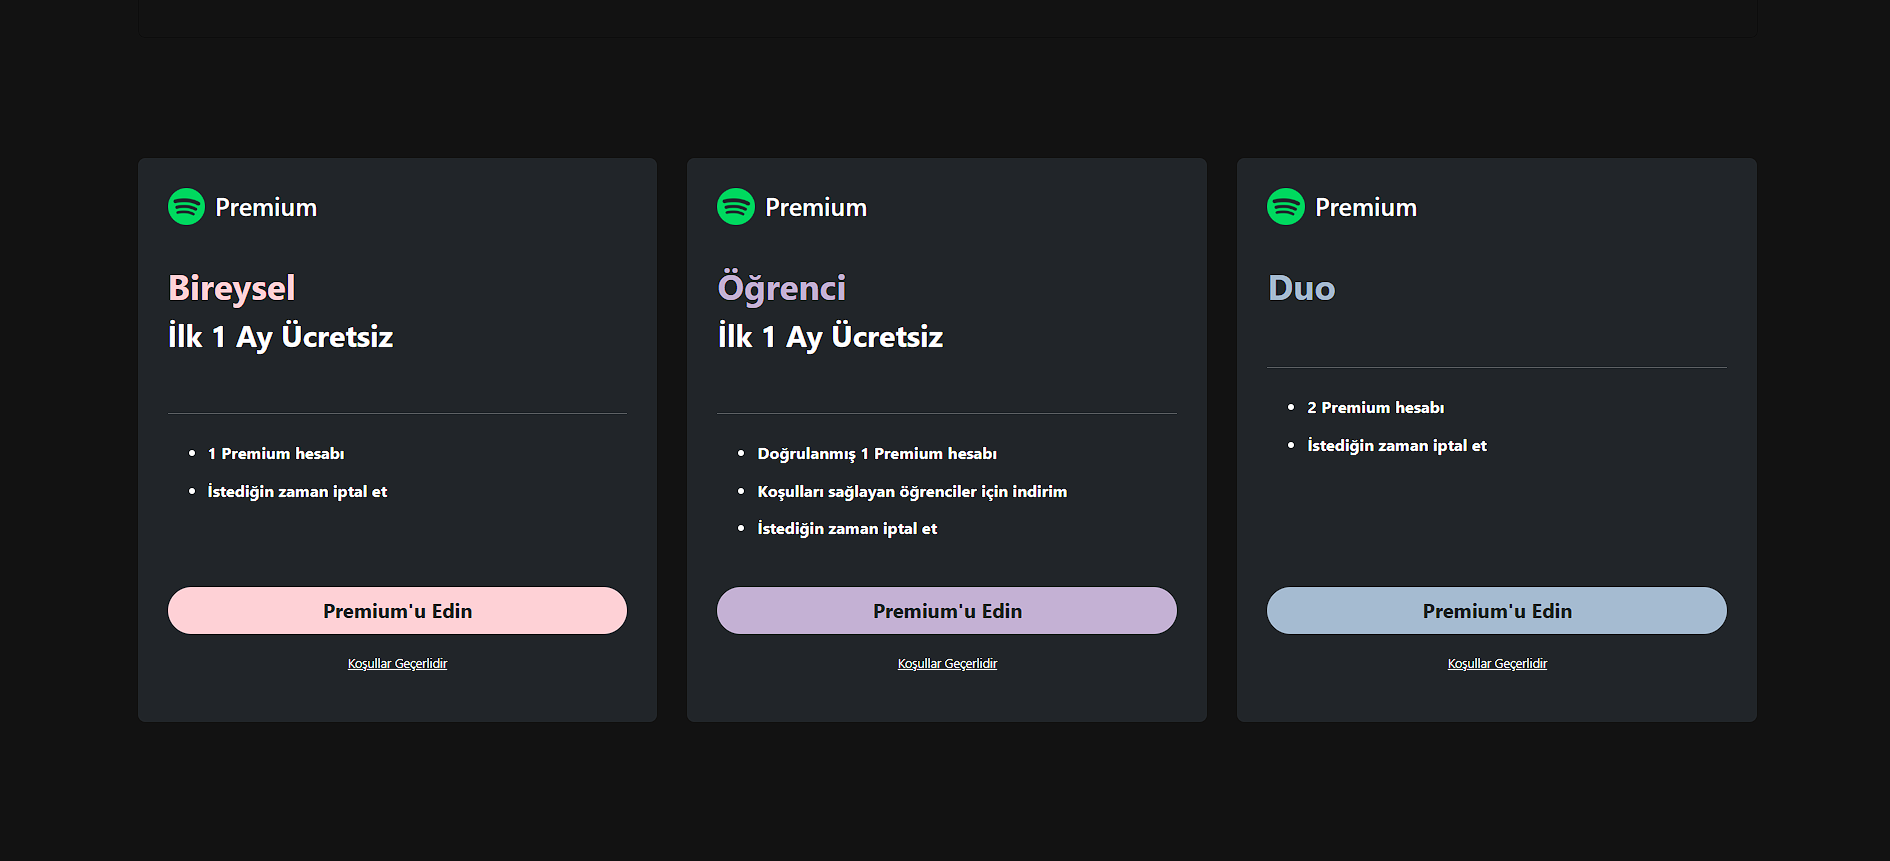 Premium
Bireysel
İlk 1 Ay Ücretsiz
1 Premium hesabı
İstediğin zaman iptal et
Premium'u Edin
Koşullar Geçerlidir
Premium
Öğrenci
İlk 1 Ay Ücretsiz
Doğrulanmış 1 Premium hesabı
Koşulları sağlayan öğrenciler için indirim
İstediğin zaman iptal et
Premium'u Edin
Koşullar Geçerlidir
Premium
Duo
2 Premium hesabı
İstediğin zaman iptal et
Premium'u Edin
Koşullar Geçerlidir